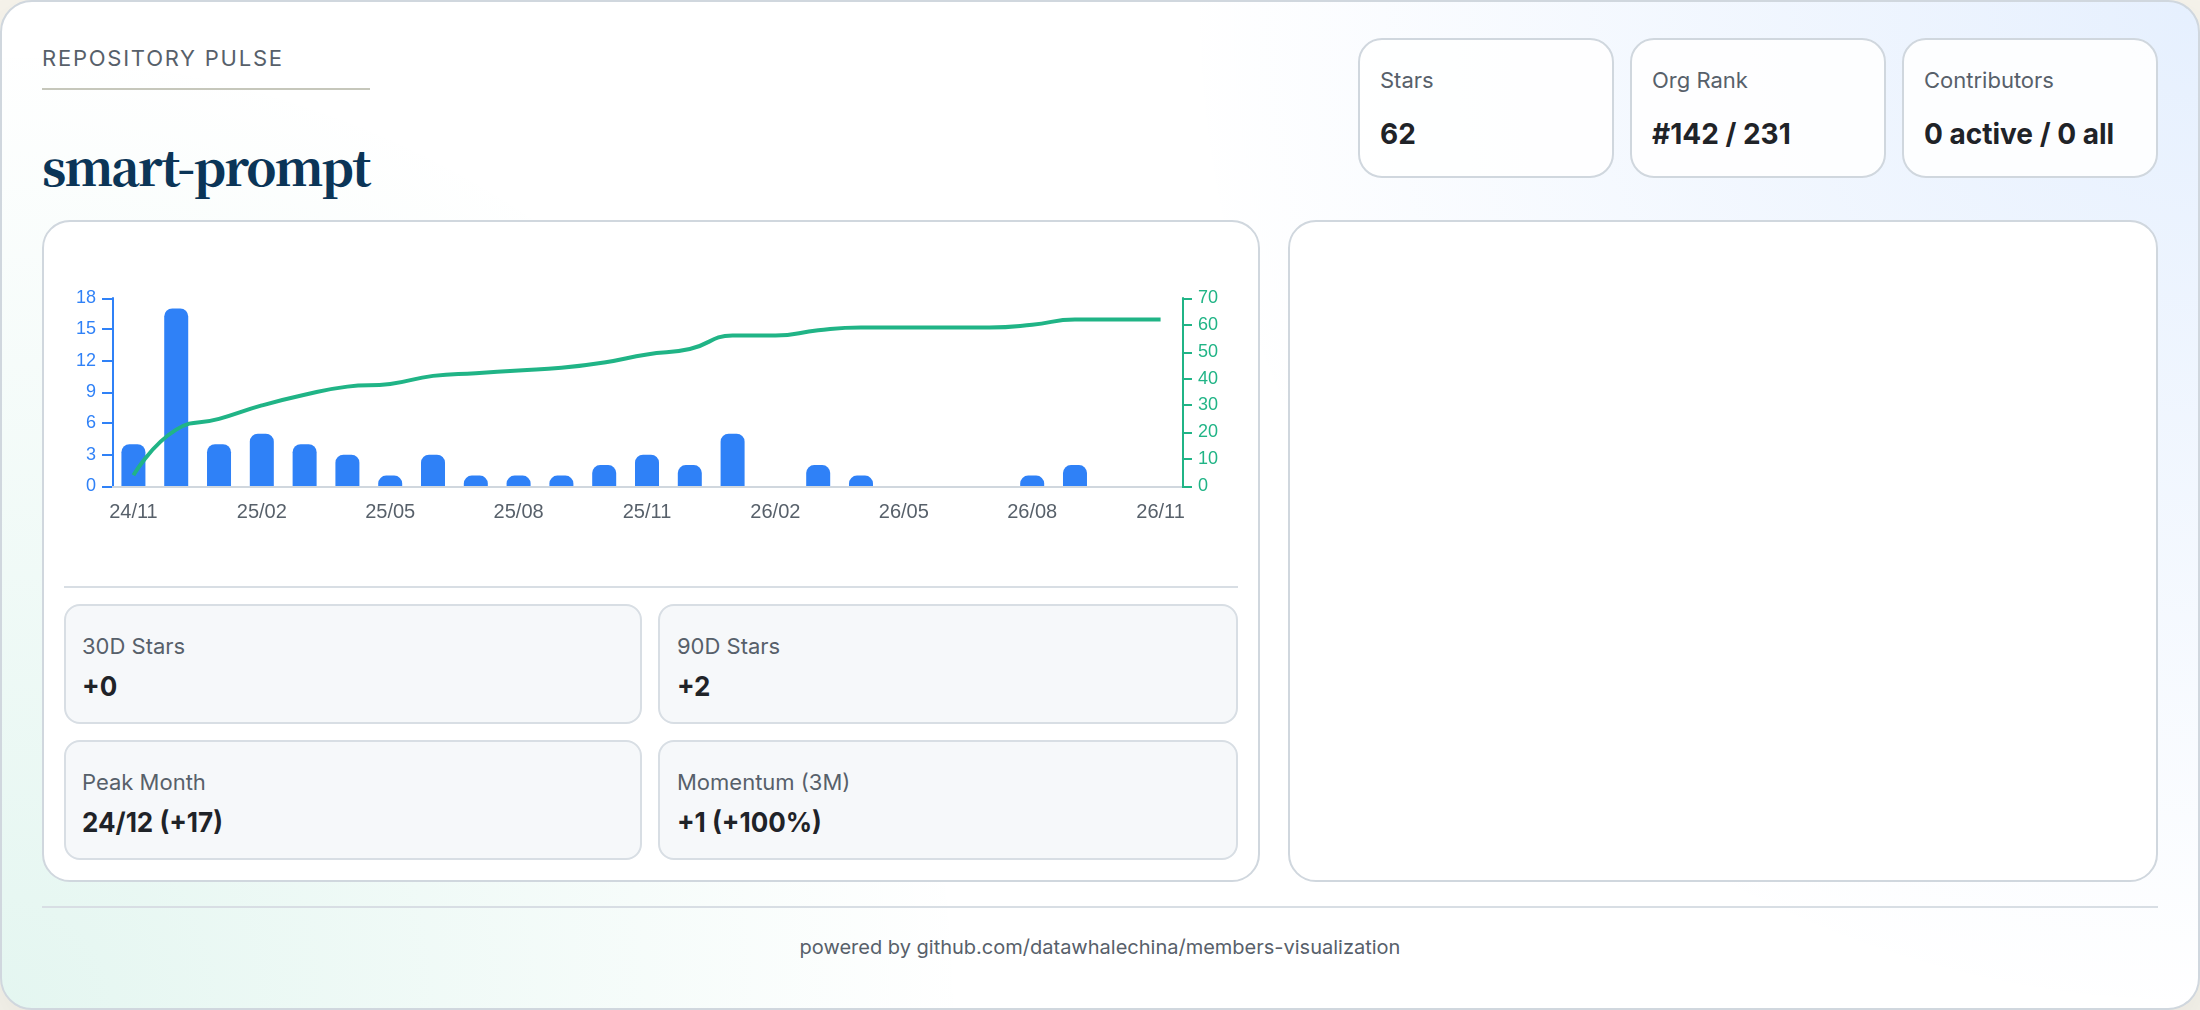 REPOSITORY PULSE
smart-prompt
Stars
62
Org Rank
#142 / 231
Contributors
0 active / 0 all
18
15
12
9
6
3
0
70
60
50
40
30
20
10
0
24/11 25/02 25/05 25/08 25/11 26/02 26/05 26/08 26/11
30D Stars
+0
90D Stars
+2
Peak Month
24/12 (+17)
Momentum (3M)
+1 (+100%)
powered by github.com/datawhalechina/members-visualization